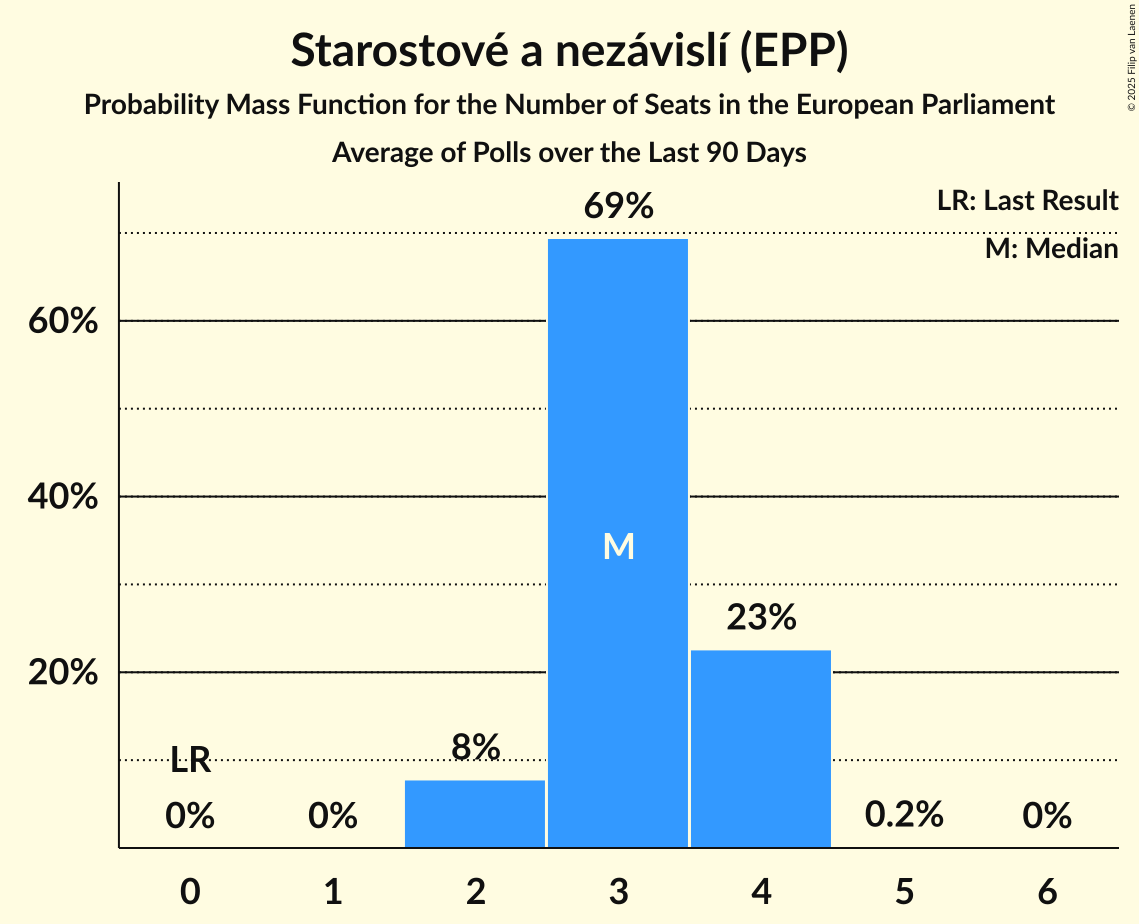 Starostové a nezávislí (EPP)
Probability Mass Function for the Number of Seats in the European Parliament
Average of Polls over the Last 90 Days
© 2025 Filip van Laenen
LR: Last Result
M: Median
69%
60%
40%
M
23%
20%
8%
LR
0%
0%
0.2%
0%
0
1
2
3
4
5
6